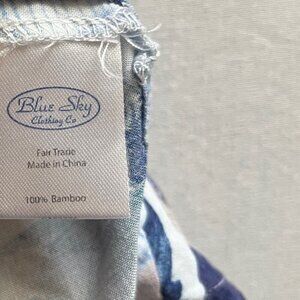 Blue Sky
Clothing Co
Fair Trade
Made in China
100% Bamboo